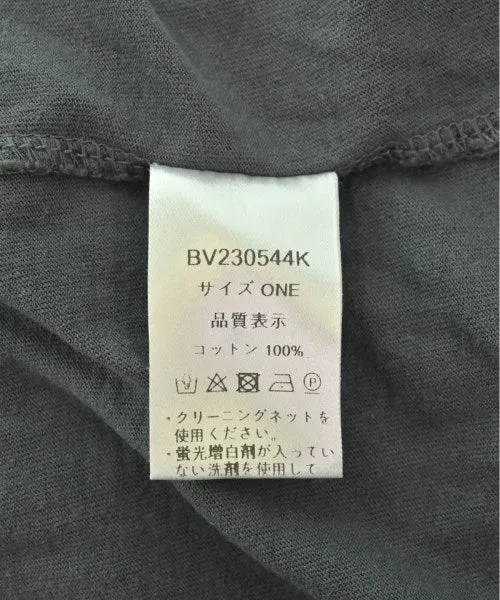 BV230544K
サイズ ONE
品質表示
コットン 100%
P
・クリーニングネットを
使用ください。
・蛍光増白剤が入ってい
ない洗剤を使用して